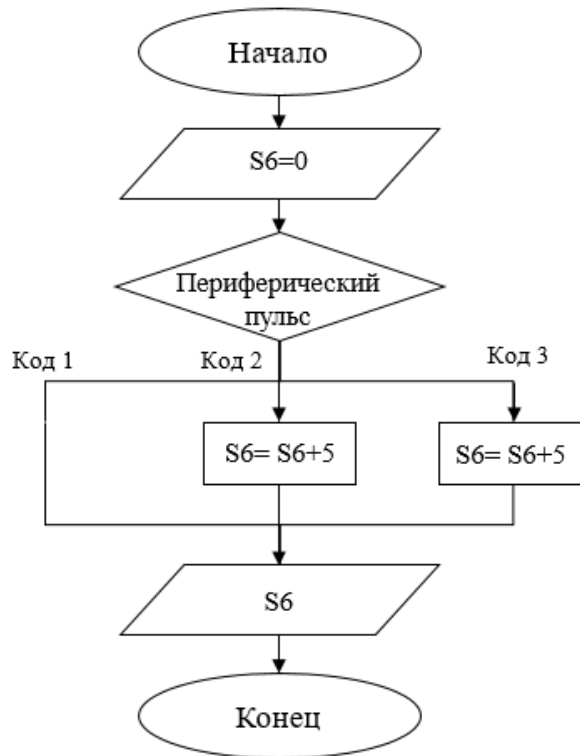 Начало
S6=0
Периферический
пульс
Код 1
Код 2
Код 3
S6= S6+5
S6= S6+5
S6
Конец